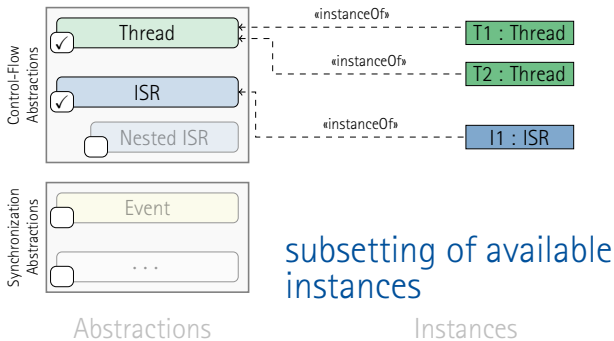 Control-Flow
Abstractions
Thread
ISR
Nested ISR
«instanceOf»
«instanceOf»
«instanceOf»
T1 : Thread
T2 : Thread
I1 : ISR
Synchronization
Abstractions
Event
. . .
subsetting of available
instances
Abstractions
Instances